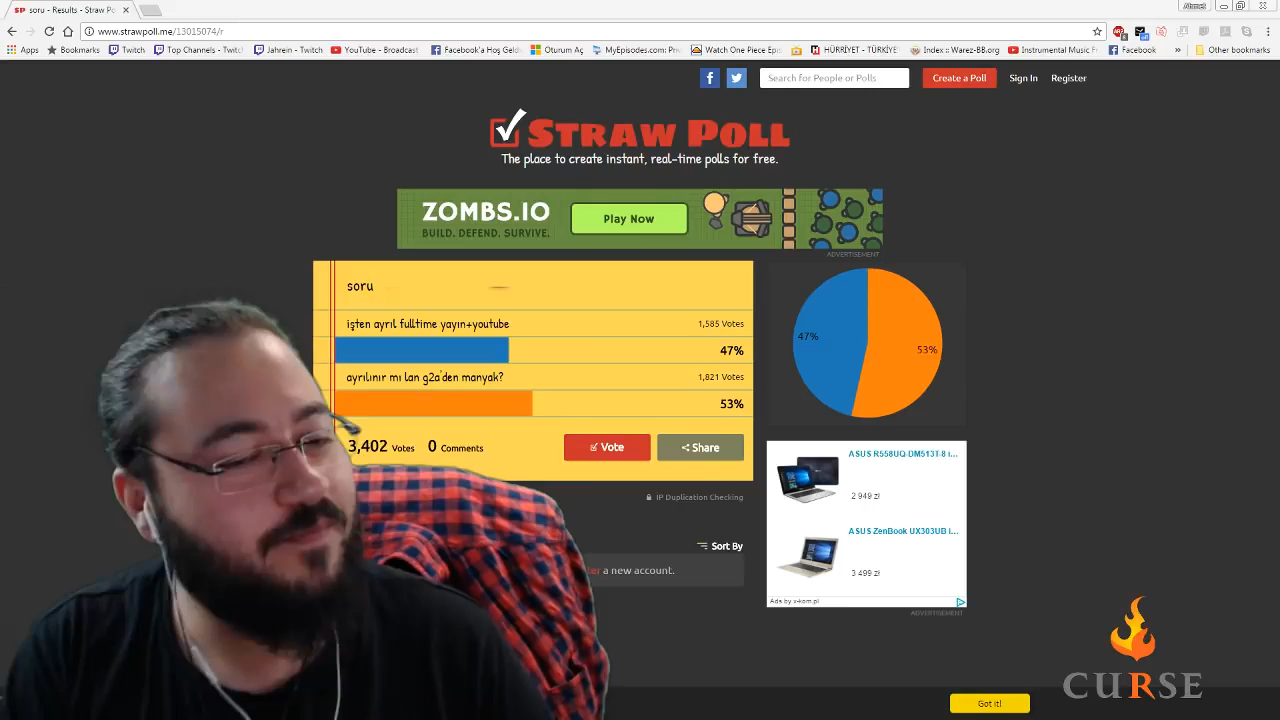 soru - Results - Straw Po
Ahmet
www.strawpoll.me/13015074/r
Apps Bookmarks Twitch Top Channels - Twitc Jahrein - Twitch YouTube - Broadcast Facebook'a Hoş Geldi Oturum Aç MyEpisodes.com: Pro Watch One Piece Epis HÜRRİYET - TÜRKİYE Index :: Warez-BB.org Instrumental Music F Facebook » Other bookmarks
Search for People or Polls Create a Poll Sign In Register
STRAW POLL
The place to create instant, real-time polls for free.
ZOMBS.IO
BUILD. DEFEND. SURVIVE.
Play Now
ADVERTISEMENT
soru
işten ayrıl fulltime yayın+youtube 1,585 Votes
47%
ayrılınır mı lan g2a'den manyak? 1,821 Votes
53%
3,402 Votes 0 Comments Vote Share
IP Duplication Checking
47%
53%
ASUS R558UQ-DM513T-8 i...
2 949 zł
ASUS ZenBook UX303UB i...
3 499 zł
Ads by x-kom.pl
ADVERTISEMENT
Sort By
a new account.
CURSE
Got it!